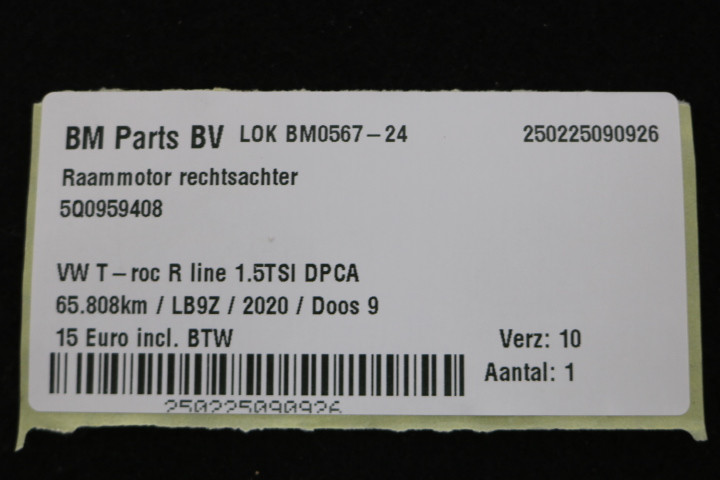 BM Parts BV LOK BM0567-24 250225090926
Raammotor rechtsachter
5Q0959408
VW T-roc R line 1.5TSI DPCA
65.808km / LB9Z / 2020 / Doos 9
15 Euro incl. BTW Verz: 10
Aantal: 1
250225090926